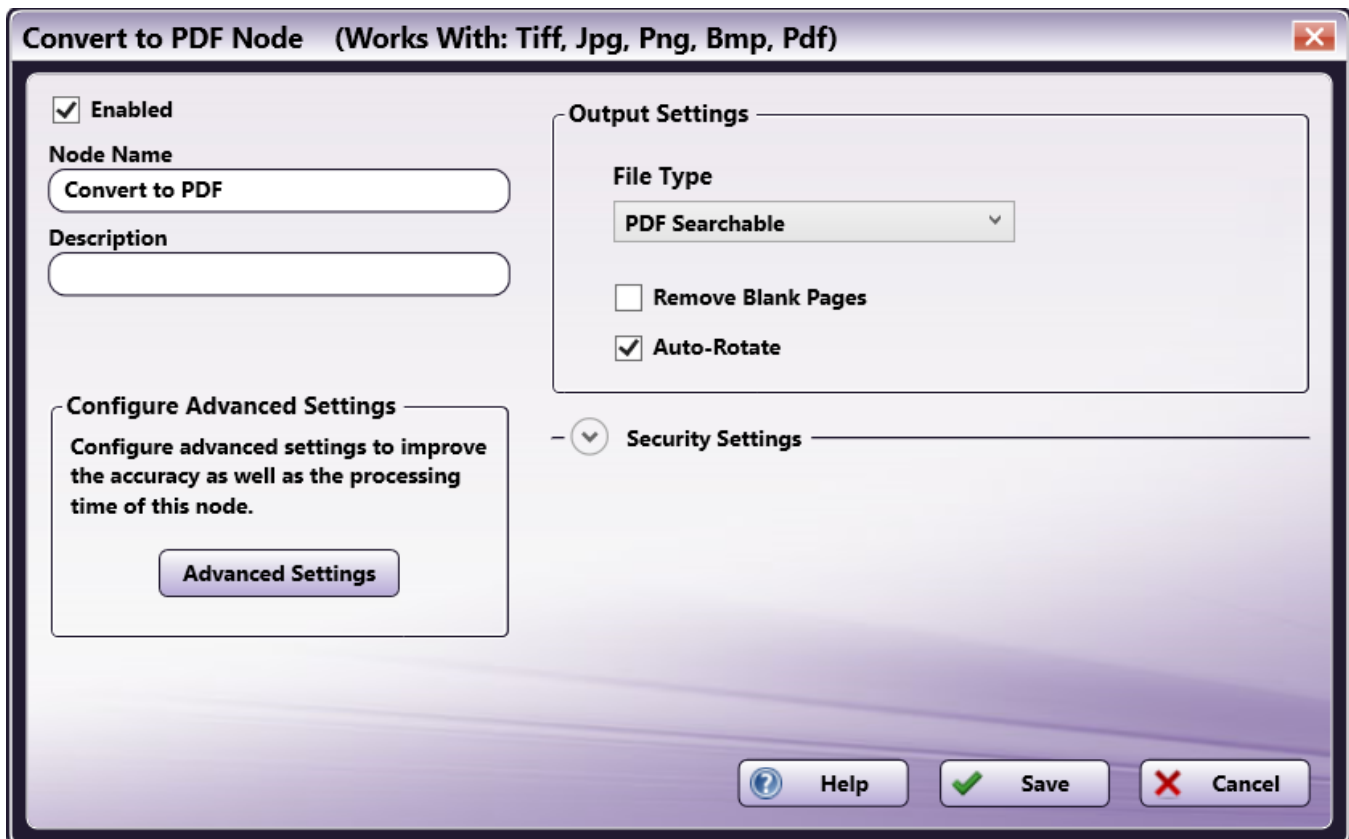 Convert to PDF Node (Works With: Tiff, Jpg, Png, Bmp, Pdf)
Enabled
Node Name
Convert to PDF
Description
Configure Advanced Settings
Configure advanced settings to improve
the accuracy as well as the processing
time of this node.
Advanced Settings
Output Settings
File Type
PDF Searchable
Remove Blank Pages
Auto-Rotate
Security Settings
Help
Save
Cancel